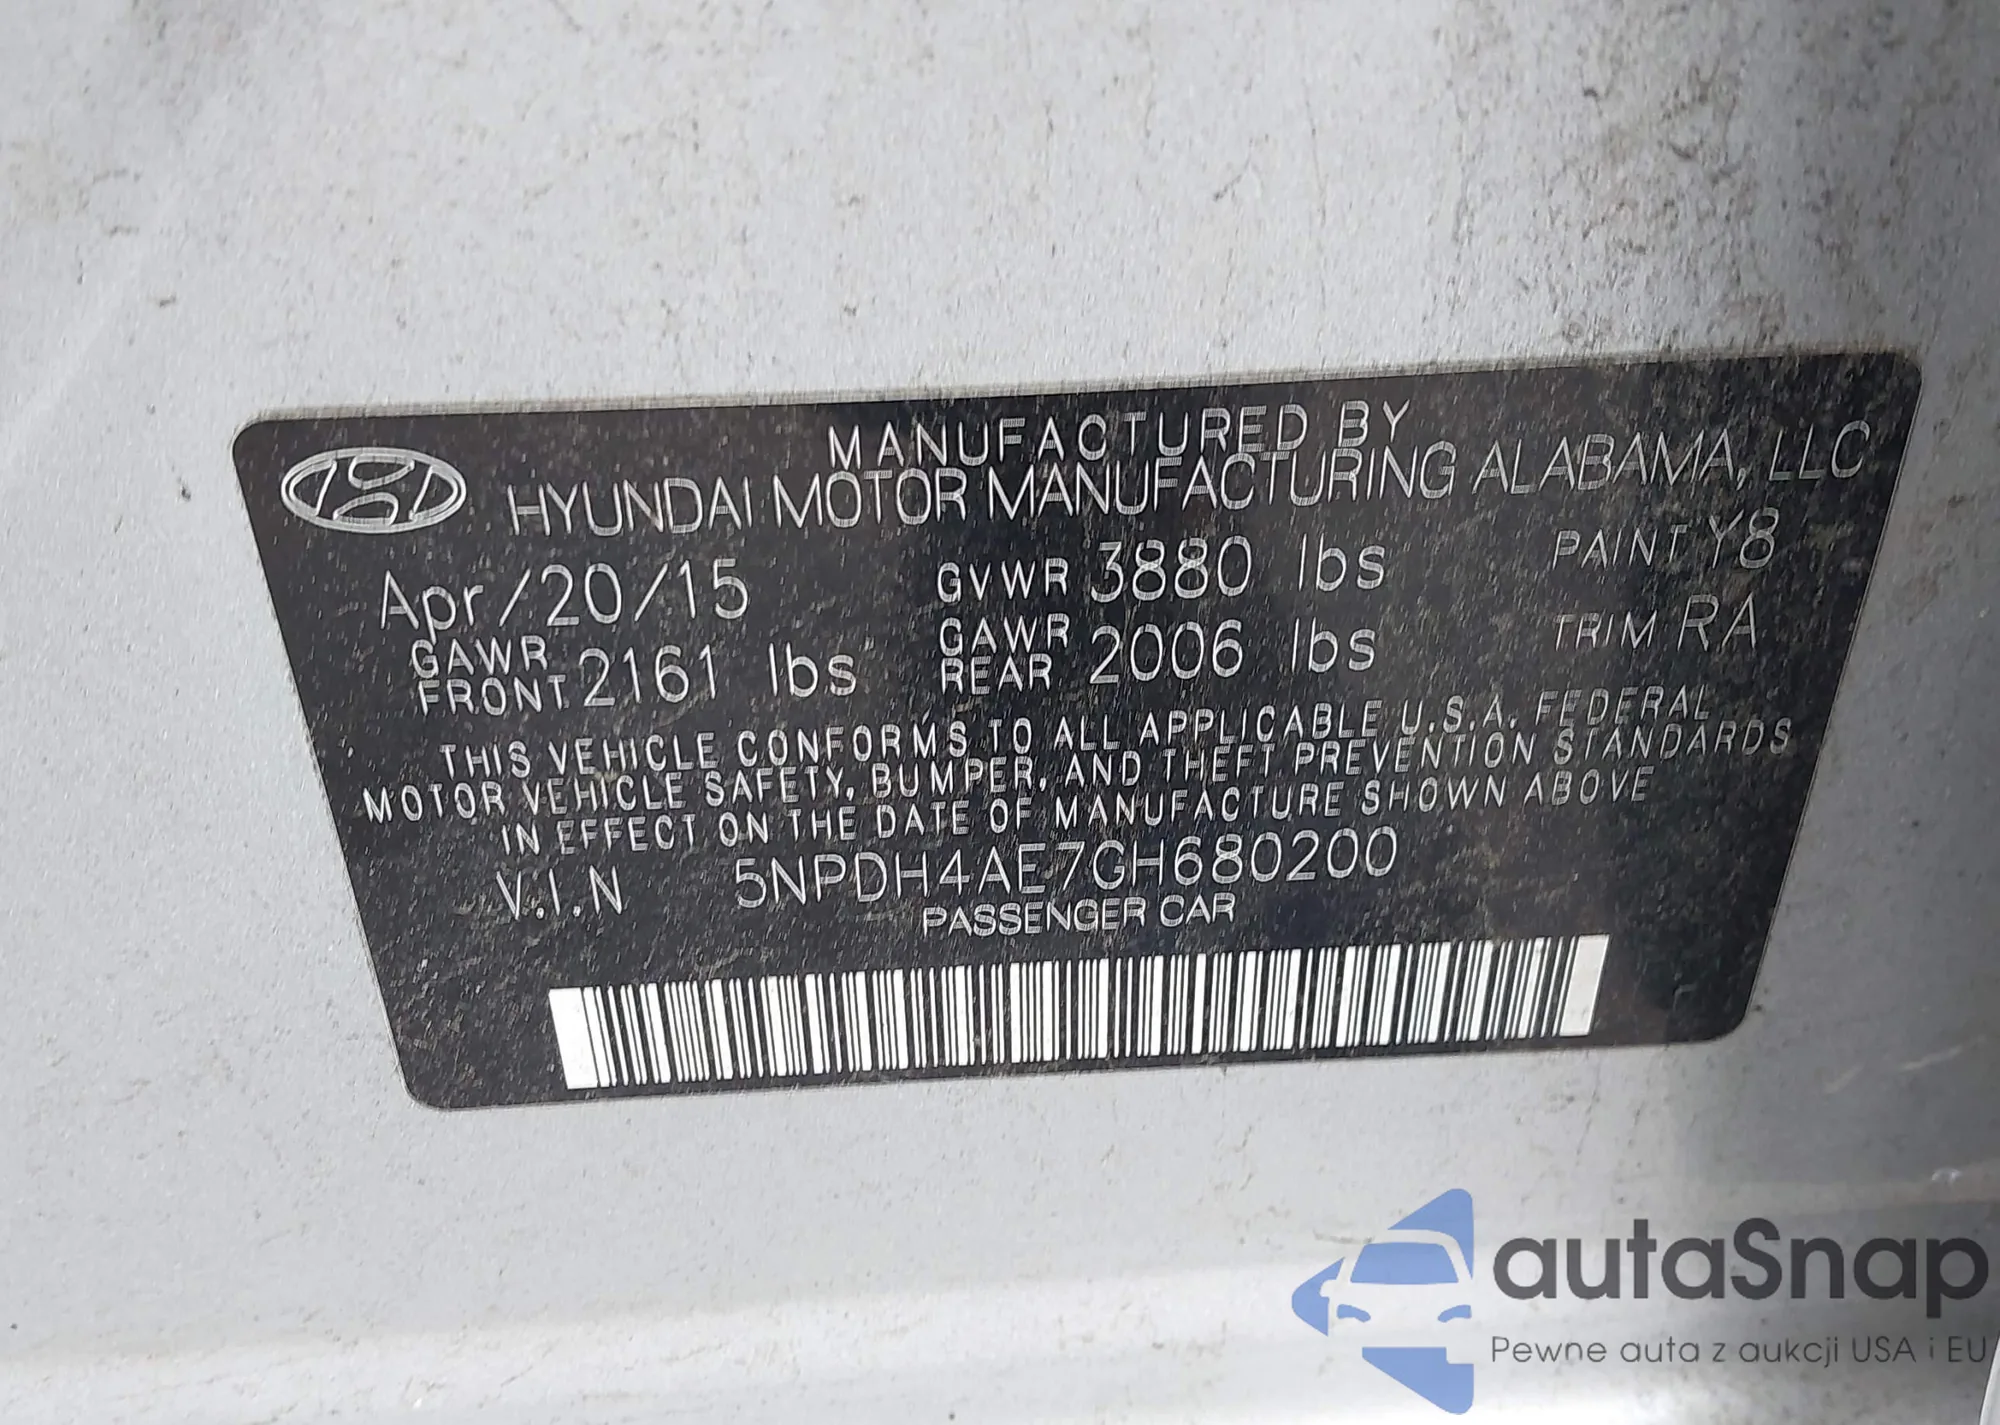 MANUFACTURED BY
HYUNDAI MOTOR MANUFACTURING ALABAMA, LLC
Apr/20/15 GVWR 3880 lbs PAINT Y8
GAWR FRONT 2161 lbs GAWR REAR 2006 lbs TRIM RA
THIS VEHICLE CONFORMS TO ALL APPLICABLE U.S.A. FEDERAL
MOTOR VEHICLE SAFETY, BUMPER, AND THEFT PREVENTION STANDARDS
IN EFFECT ON THE DATE OF MANUFACTURE SHOWN ABOVE
V.I.N 5NPDH4AE7GH680200
PASSENGER CAR
autaSnap
Pewne auta z aukcji USA i EU